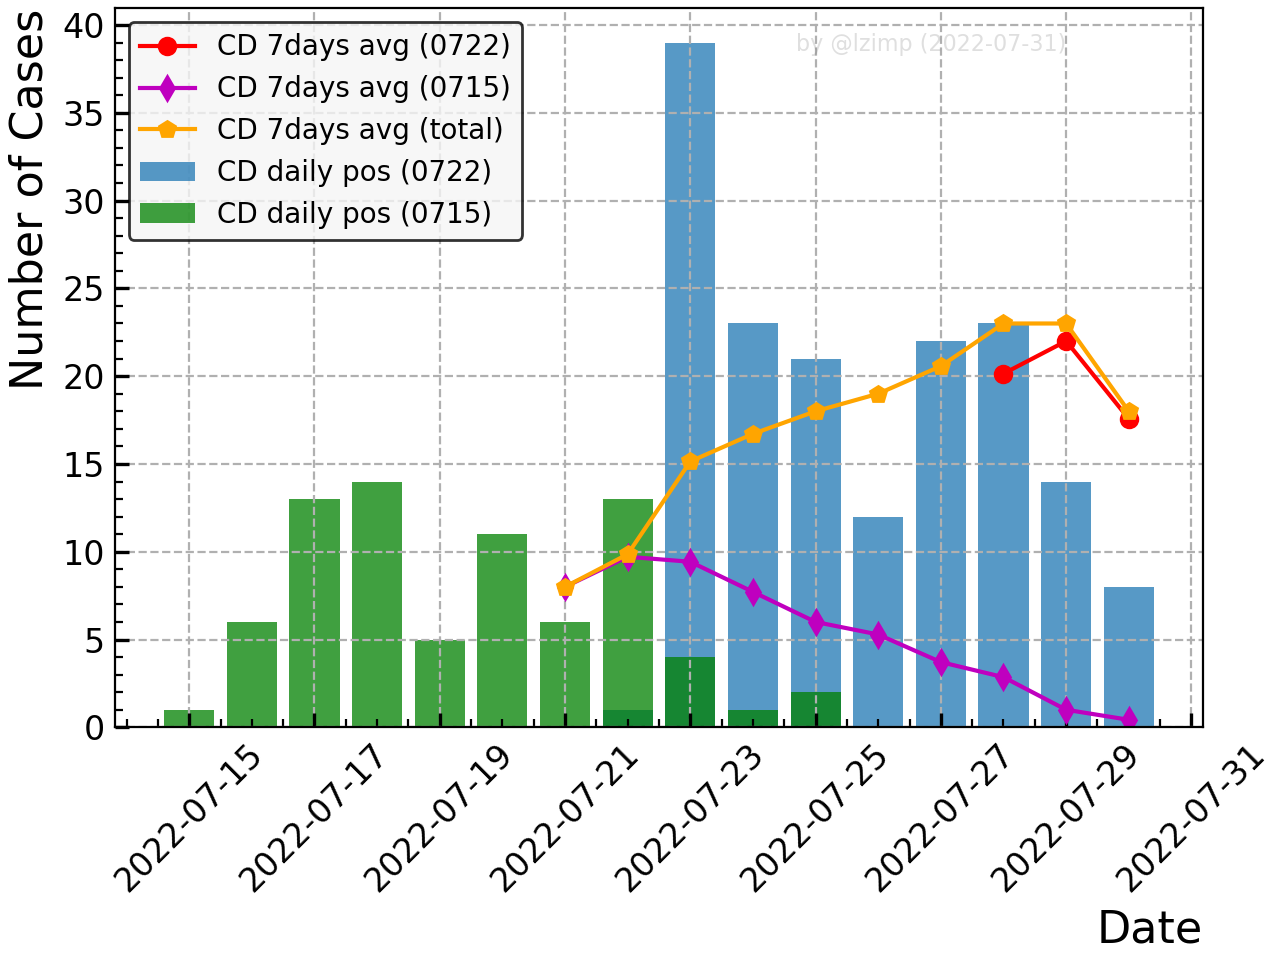 Number of Cases
40
35
30
25
20
15
10
5
0
CD 7days avg (0722)
CD 7days avg (0715)
CD 7days avg (total)
CD daily pos (0722)
CD daily pos (0715)
by @lzimp (2022-07-31)
2022-07-15
2022-07-17
2022-07-19
2022-07-21
2022-07-23
2022-07-25
2022-07-27
2022-07-29
2022-07-31
Date